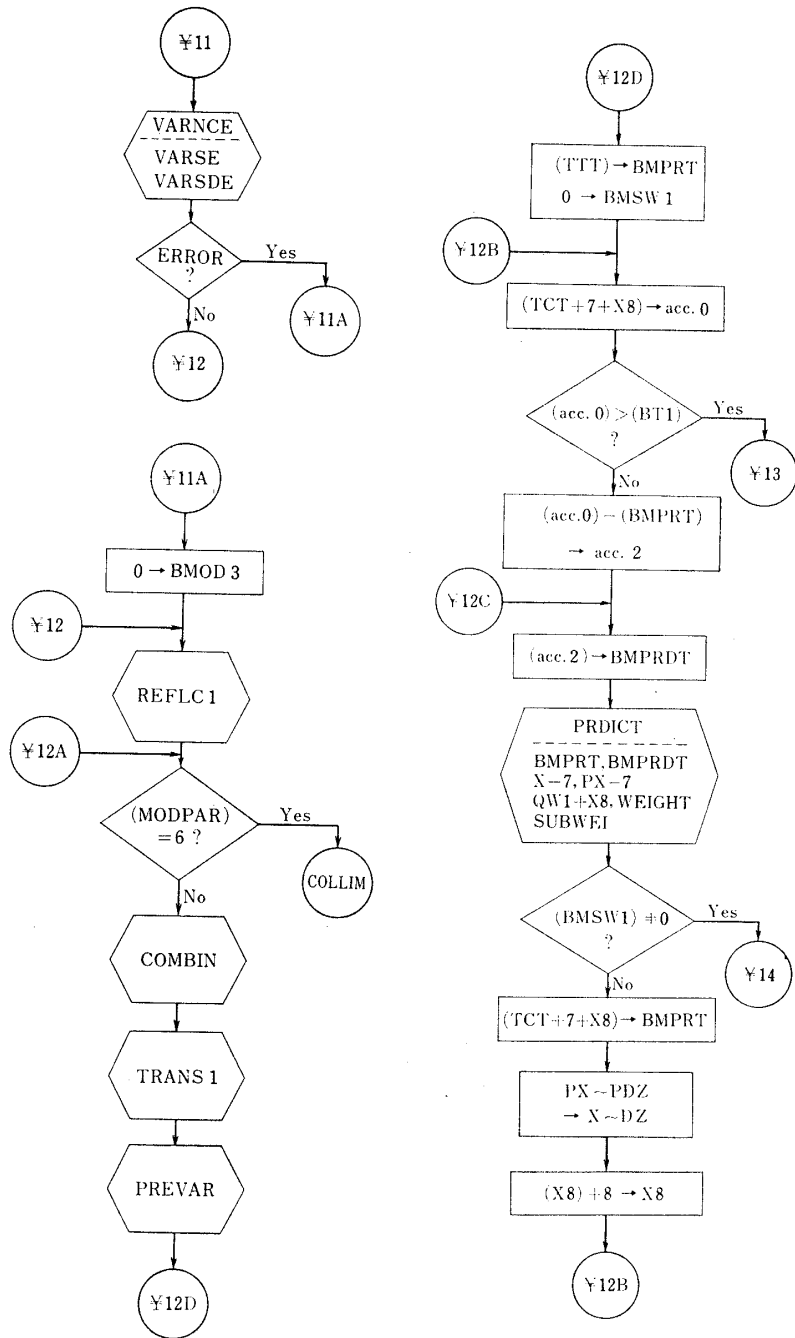 ¥11
VARNCE
VARSE
VARSDE
ERROR
?
Yes
No
¥11A
¥12
¥11A
0 → BMOD 3
¥12
REFLC 1
¥12A
(MODPAR)
=6 ?
Yes
COLLIM
No
COMBIN
TRANS 1
PREVAR
¥12D
¥12D
(TTT) → BMPRT
0 → BMSW 1
¥12B
(TCT+7+X8) → acc. 0
(acc. 0) > (BT1)
?
Yes
¥13
No
(acc.0) − (BMPRT)
→ acc. 2
¥12C
(acc. 2) → BMPRDT
PRDICT
BMPRT, BMPRDT
X−7, PX−7
QW1+X8, WEIGHT
SUBWEI
(BMSW1) ≠0
?
Yes
¥14
No
(TCT+7+X8) → BMPRT
PX ~ PDZ
→ X ~ DZ
(X8) + 8 → X8
¥12B